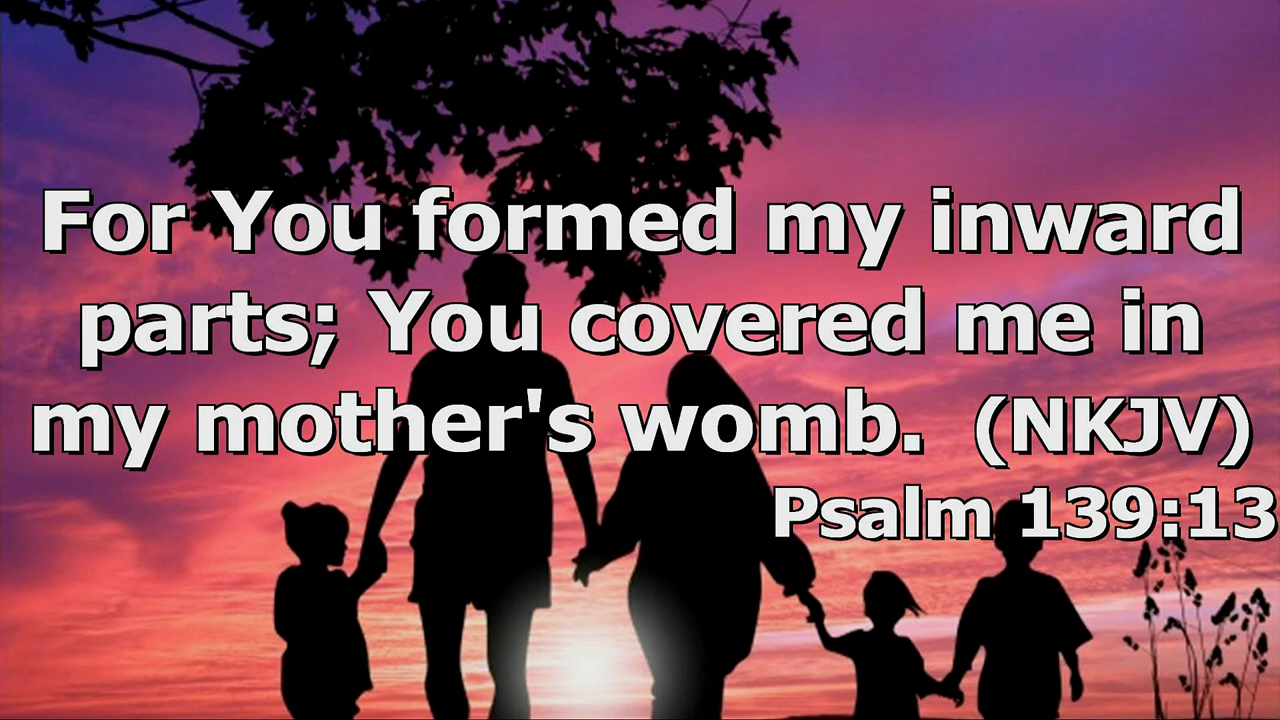 For You formed my inward
parts; You covered me in
my mother's womb. (NKJV)
Psalm 139:13